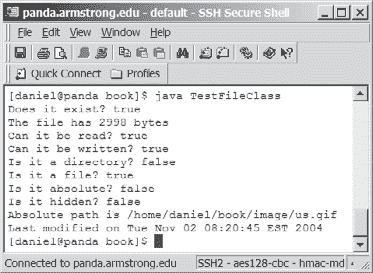 panda.armstrong.edu - default - SSH Secure Shell
File Edit View Window Help
Quick Connect Profiles
[daniel@panda book]$ java TestFileClass
Does it exist? true
The file has 2998 bytes
Can it be read? true
Can it be written? true
Is it a directory? false
Is it a file? true
Is it absolute? false
Is it hidden? false
Absolute path is /home/daniel/book/image/us.gif
Last modified on Tue Nov 02 08:20:45 EST 2004
[daniel@panda book]$
Connected to panda.armstrong.edu SSH2 - aes128-cbc - hmac-md